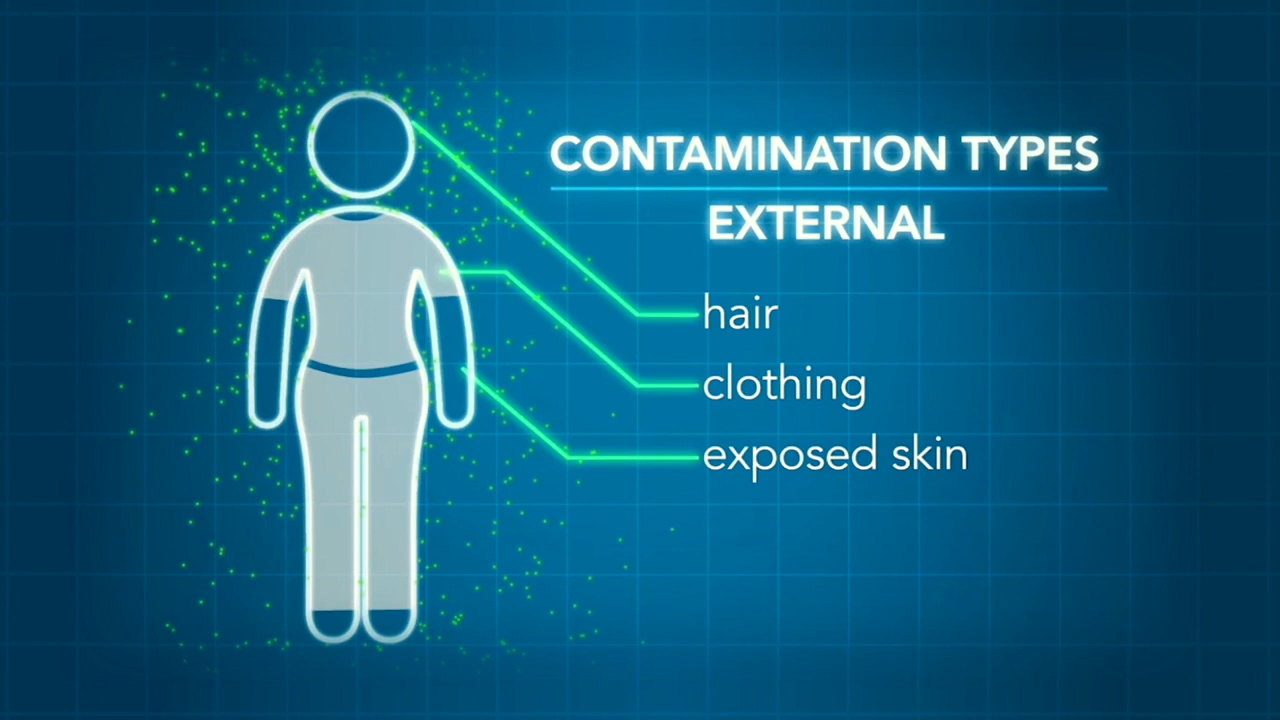 CONTAMINATION TYPES
EXTERNAL
hair
clothing
exposed skin